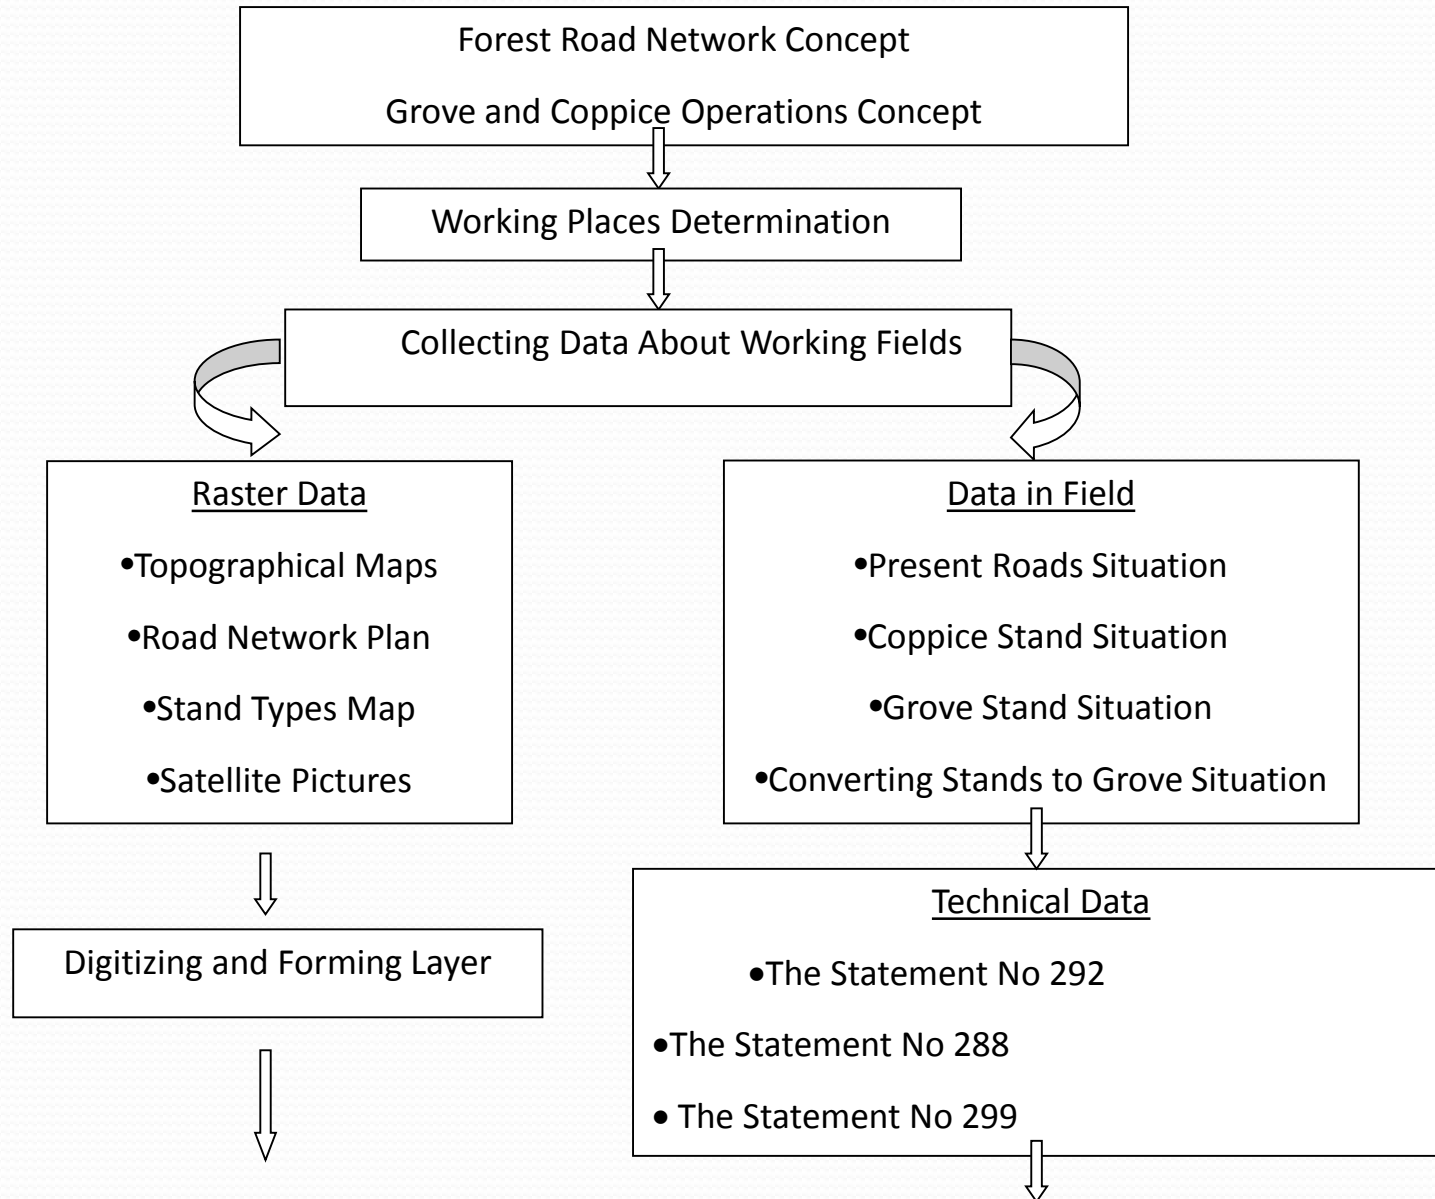 Forest Road Network Concept
Grove and Coppice Operations Concept
Working Places Determination
Collecting Data About Working Fields
Raster Data
•Topographical Maps
•Road Network Plan
•Stand Types Map
•Satellite Pictures
Data in Field
•Present Roads Situation
•Coppice Stand Situation
•Grove Stand Situation
•Converting Stands to Grove Situation
Digitizing and Forming Layer
Technical Data
•The Statement No 292
•The Statement No 288
• The Statement No 299